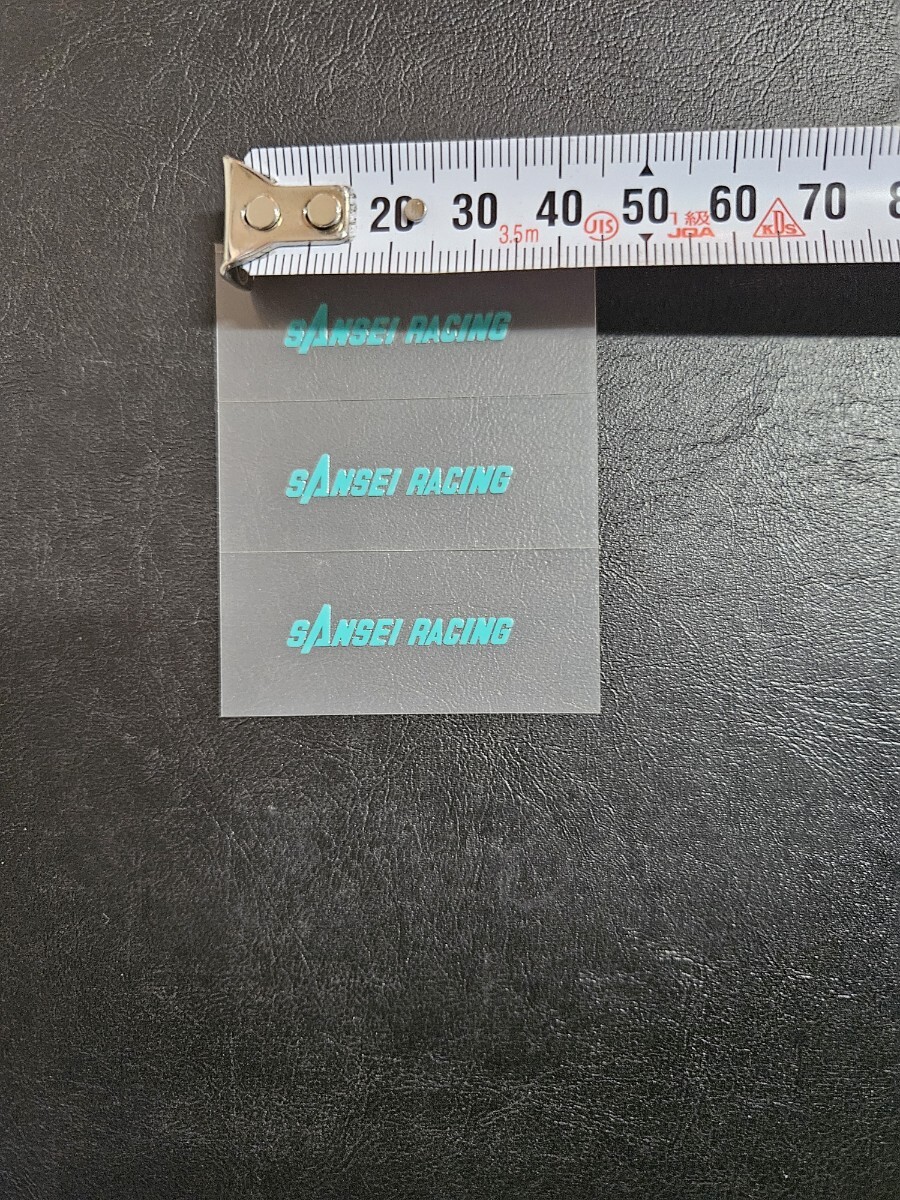 20 30 40 50 60 70 8
3.5m JIS 1級 KDS
JQA
SANSEI RACING
SANSEI RACING
SANSEI RACING